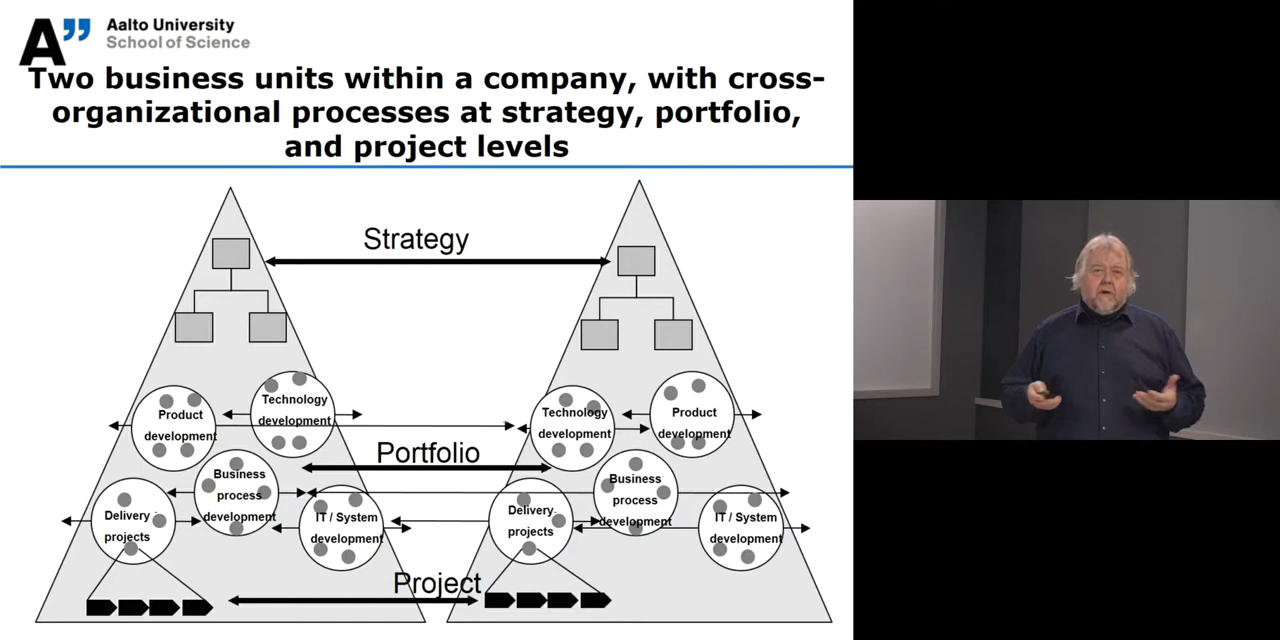 Aalto University
School of Science
Two business units within a company, with cross-
organizational processes at strategy, portfolio,
and project levels
Strategy
Product
development
Technology
development
Technology
development
Product
development
Portfolio
Business
process
development
Delivery
projects
IT / System
development
Business
process
development
Delivery
projects
IT / System
development
Project